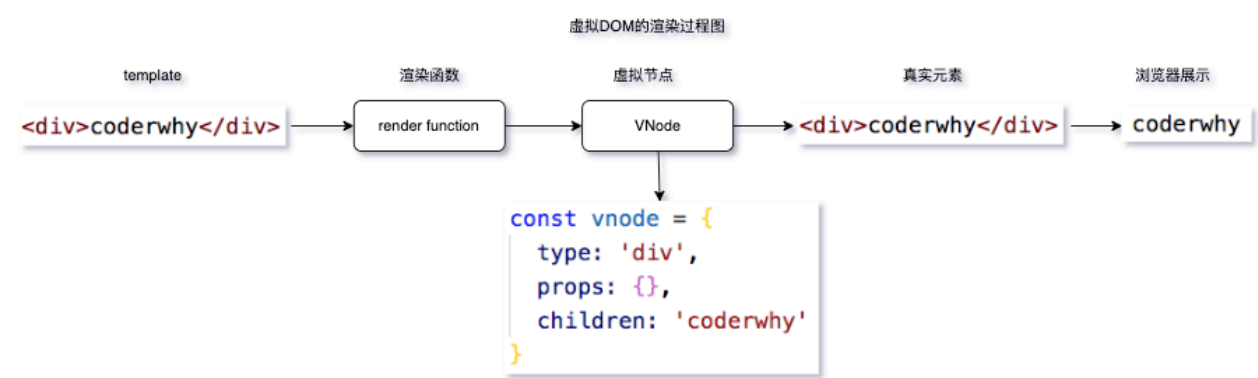 虚拟DOM的渲染过程图
template
渲染函数
虚拟节点
真实元素
浏览器展示
<div>coderwhy</div>
render function
VNode
<div>coderwhy</div>
coderwhy
const vnode = {
  type: 'div',
  props: {},
  children: 'coderwhy'
}